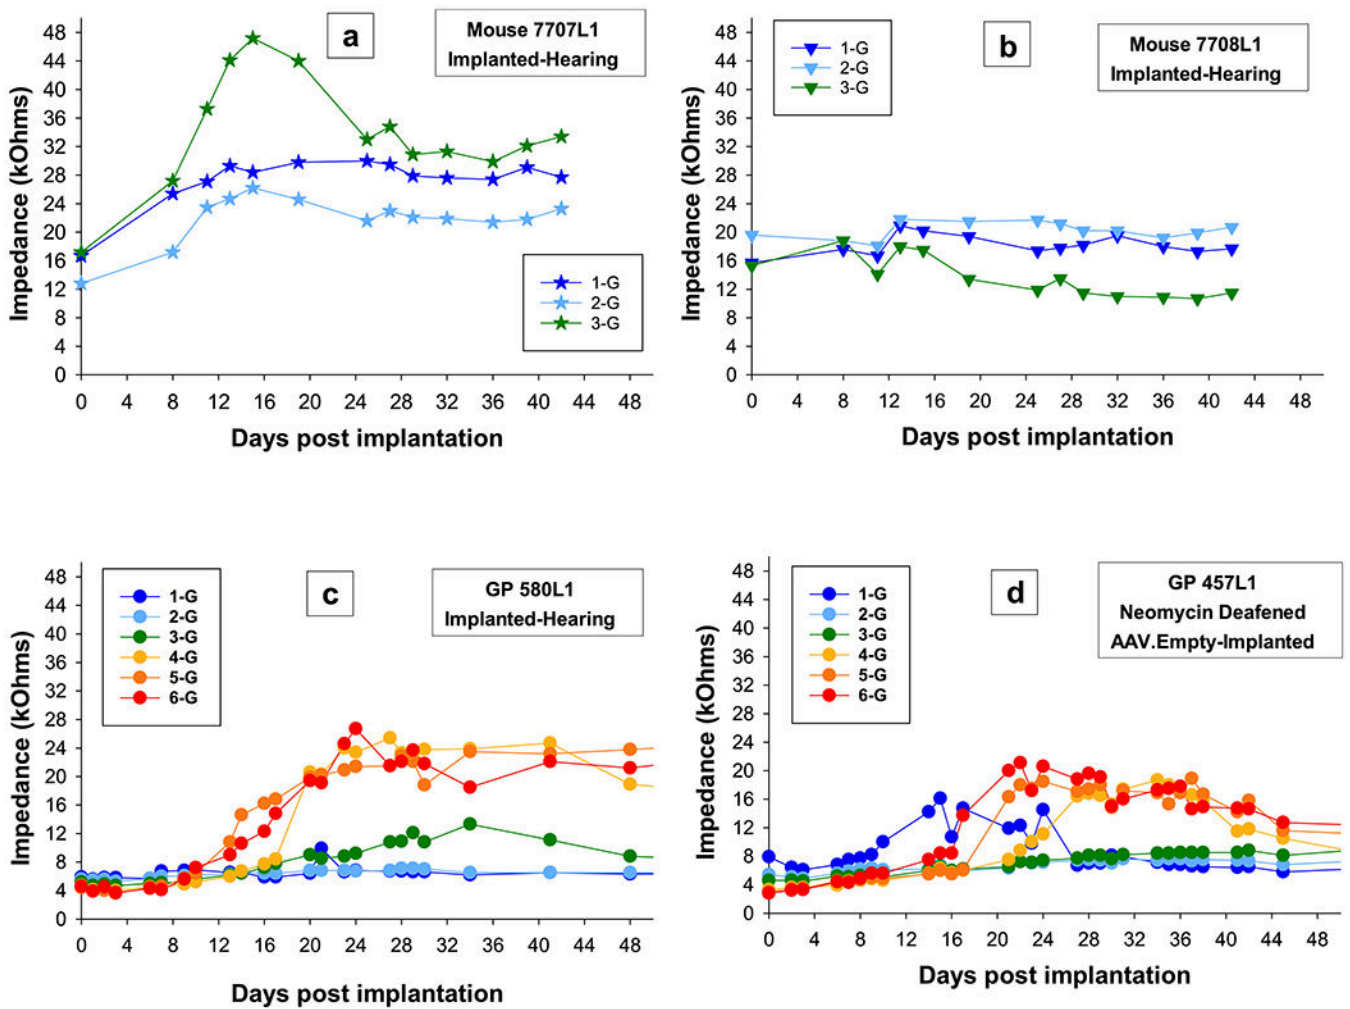 a
Mouse 7707L1
Implanted-Hearing
Impedance (kOhms)
48
44
40
36
32
28
24
20
16
12
8
4
0
1-G
2-G
3-G
0 4 8 12 16 20 24 28 32 36 40 44 48
Days post implantation
b
Mouse 7708L1
Implanted-Hearing
1-G
2-G
3-G
Impedance (kOhms)
48
44
40
36
32
28
24
20
16
12
8
4
0
0 4 8 12 16 20 24 28 32 36 40 44 48
Days post implantation
c
GP 580L1
Implanted-Hearing
1-G
2-G
3-G
4-G
5-G
6-G
Impedance (kOhms)
48
44
40
36
32
28
24
20
16
12
8
4
0
0 4 8 12 16 20 24 28 32 36 40 44 48
Days post implantation
d
GP 457L1
Neomycin Deafened
AAV.Empty-Implanted
1-G
2-G
3-G
4-G
5-G
6-G
Impedance (kOhms)
48
44
40
36
32
28
24
20
16
12
8
4
0
0 4 8 12 16 20 24 28 32 36 40 44 48
Days post implantation